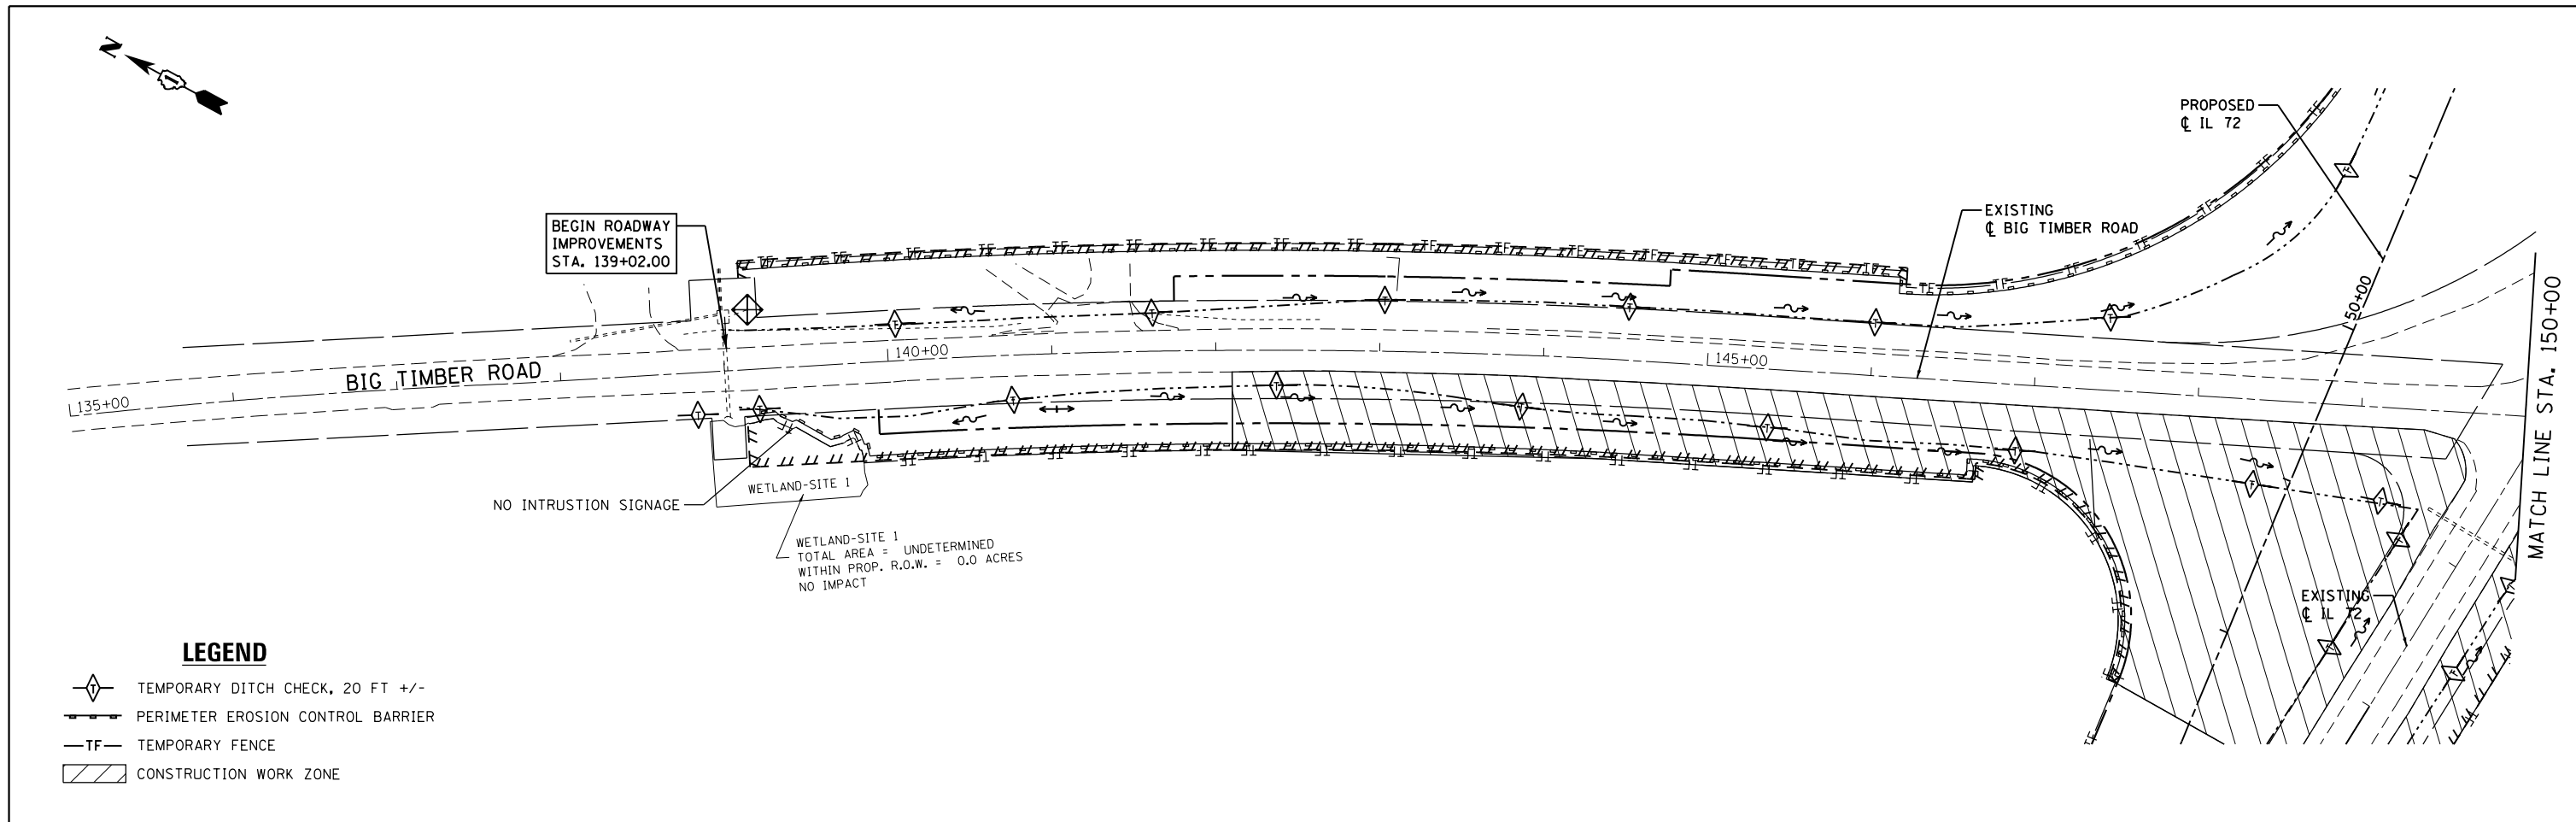 N
PROPOSED
℄ IL 72
BEGIN ROADWAY
IMPROVEMENTS
STA. 139+02.00
EXISTING
℄ BIG TIMBER ROAD
150+00
MATCH LINE STA. 150+00
BIG TIMBER ROAD
135+00
140+00
145+00
NO INTRUSTION SIGNAGE
WETLAND-SITE 1
WETLAND-SITE 1
TOTAL AREA = UNDETERMINED
WITHIN PROP. R.O.W. = 0.0 ACRES
NO IMPACT
EXISTING
℄ IL 72
LEGEND
T TEMPORARY DITCH CHECK, 20 FT +/-
PERIMETER EROSION CONTROL BARRIER
TF TEMPORARY FENCE
CONSTRUCTION WORK ZONE